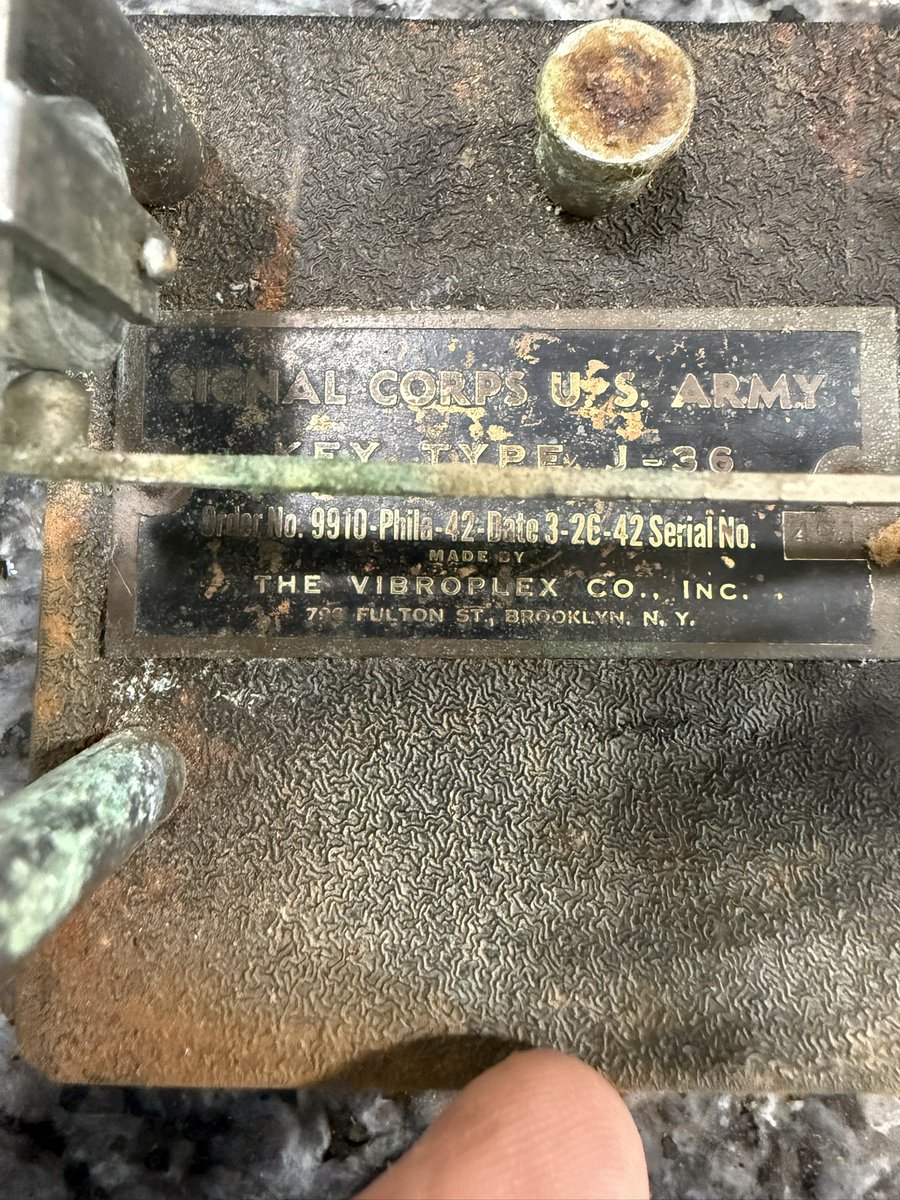 SIGNAL CORPS U.S. ARMY
KEY TYPE J-36
Order No. 9910-Phila-42-Date 3-26-42 Serial No.
MADE BY
THE VIBROPLEX CO., INC.
FULTON ST., BROOKLYN, N. Y.